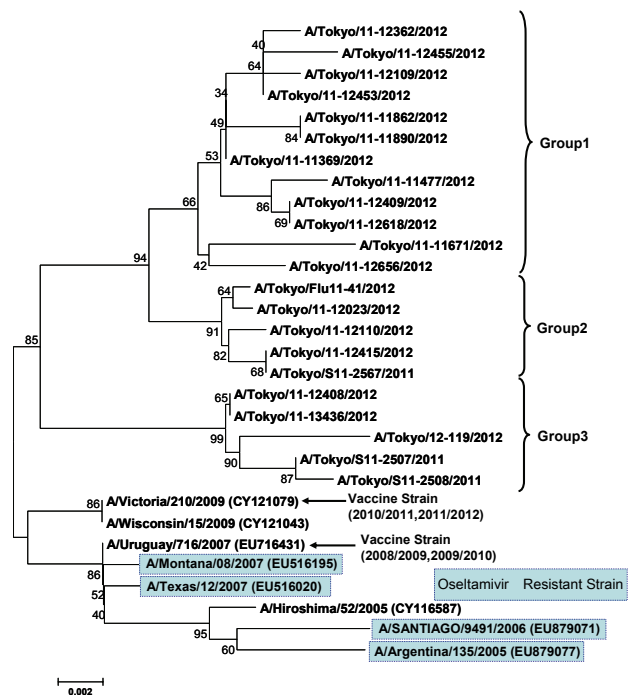 A/Tokyo/11-12362/2012
40
A/Tokyo/11-12455/2012
64
A/Tokyo/11-12109/2012
34
A/Tokyo/11-12453/2012
A/Tokyo/11-11862/2012
49
84
A/Tokyo/11-11890/2012
Group1
53
A/Tokyo/11-11369/2012
A/Tokyo/11-11477/2012
66
86
A/Tokyo/11-12409/2012
69
A/Tokyo/11-12618/2012
A/Tokyo/11-11671/2012
94
42
A/Tokyo/11-12656/2012
64
A/Tokyo/Flu11-41/2012
A/Tokyo/11-12023/2012
91
A/Tokyo/11-12110/2012
Group2
82
A/Tokyo/11-12415/2012
85
68
A/Tokyo/S11-2567/2011
65
A/Tokyo/11-12408/2012
A/Tokyo/11-13436/2012
99
A/Tokyo/12-119/2012
Group3
90
A/Tokyo/S11-2507/2011
87
A/Tokyo/S11-2508/2011
86
A/Victoria/210/2009 (CY121079)
Vaccine Strain
(2010/2011,2011/2012)
A/Wisconsin/15/2009 (CY121043)
A/Uruguay/716/2007 (EU716431)
Vaccine Strain
(2008/2009,2009/2010)
A/Montana/08/2007 (EU516195)
86
A/Texas/12/2007 (EU516020)
Oseltamivir Resistant Strain
52
A/Hiroshima/52/2005 (CY116587)
40
95
A/SANTIAGO/9491/2006 (EU879071)
60
A/Argentina/135/2005 (EU879077)
0.002